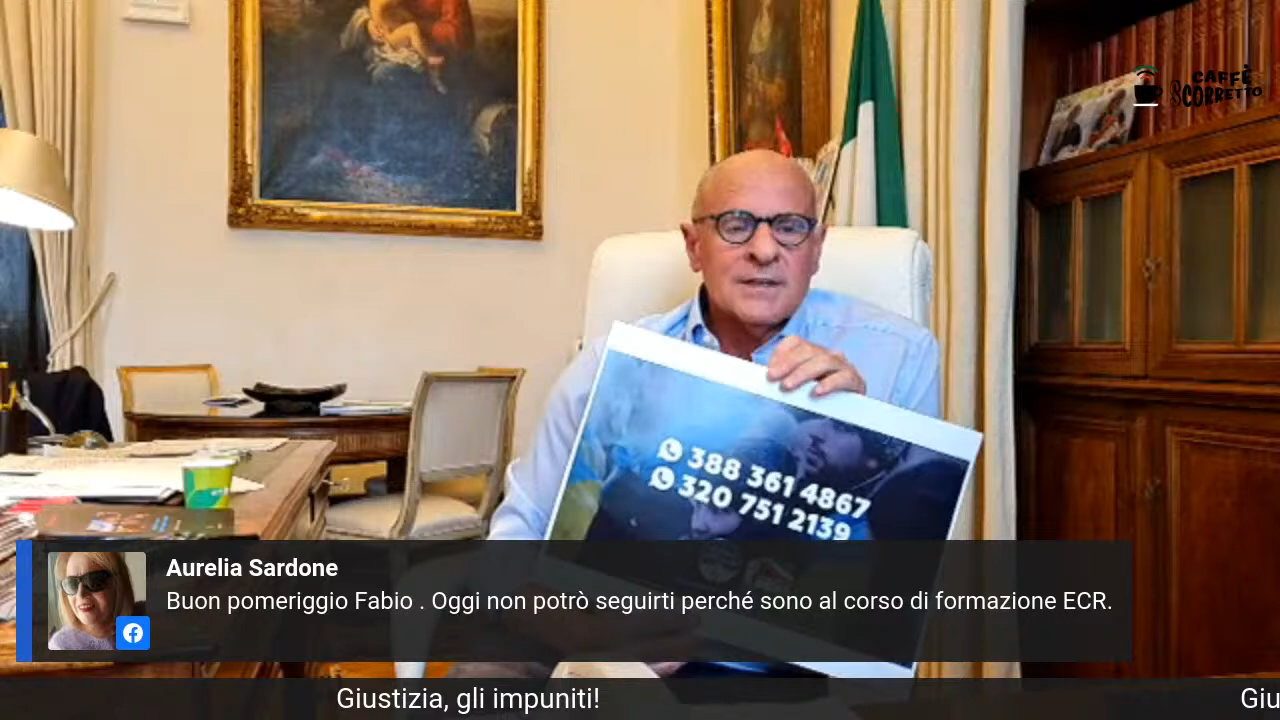 CAFFÈ
SCORRETTO
388 361 4867
320 751 2139
Aurelia Sardone
Buon pomeriggio Fabio . Oggi non potrò seguirti perché sono al corso di formazione ECR.
Giustizia, gli impuniti!
Giu